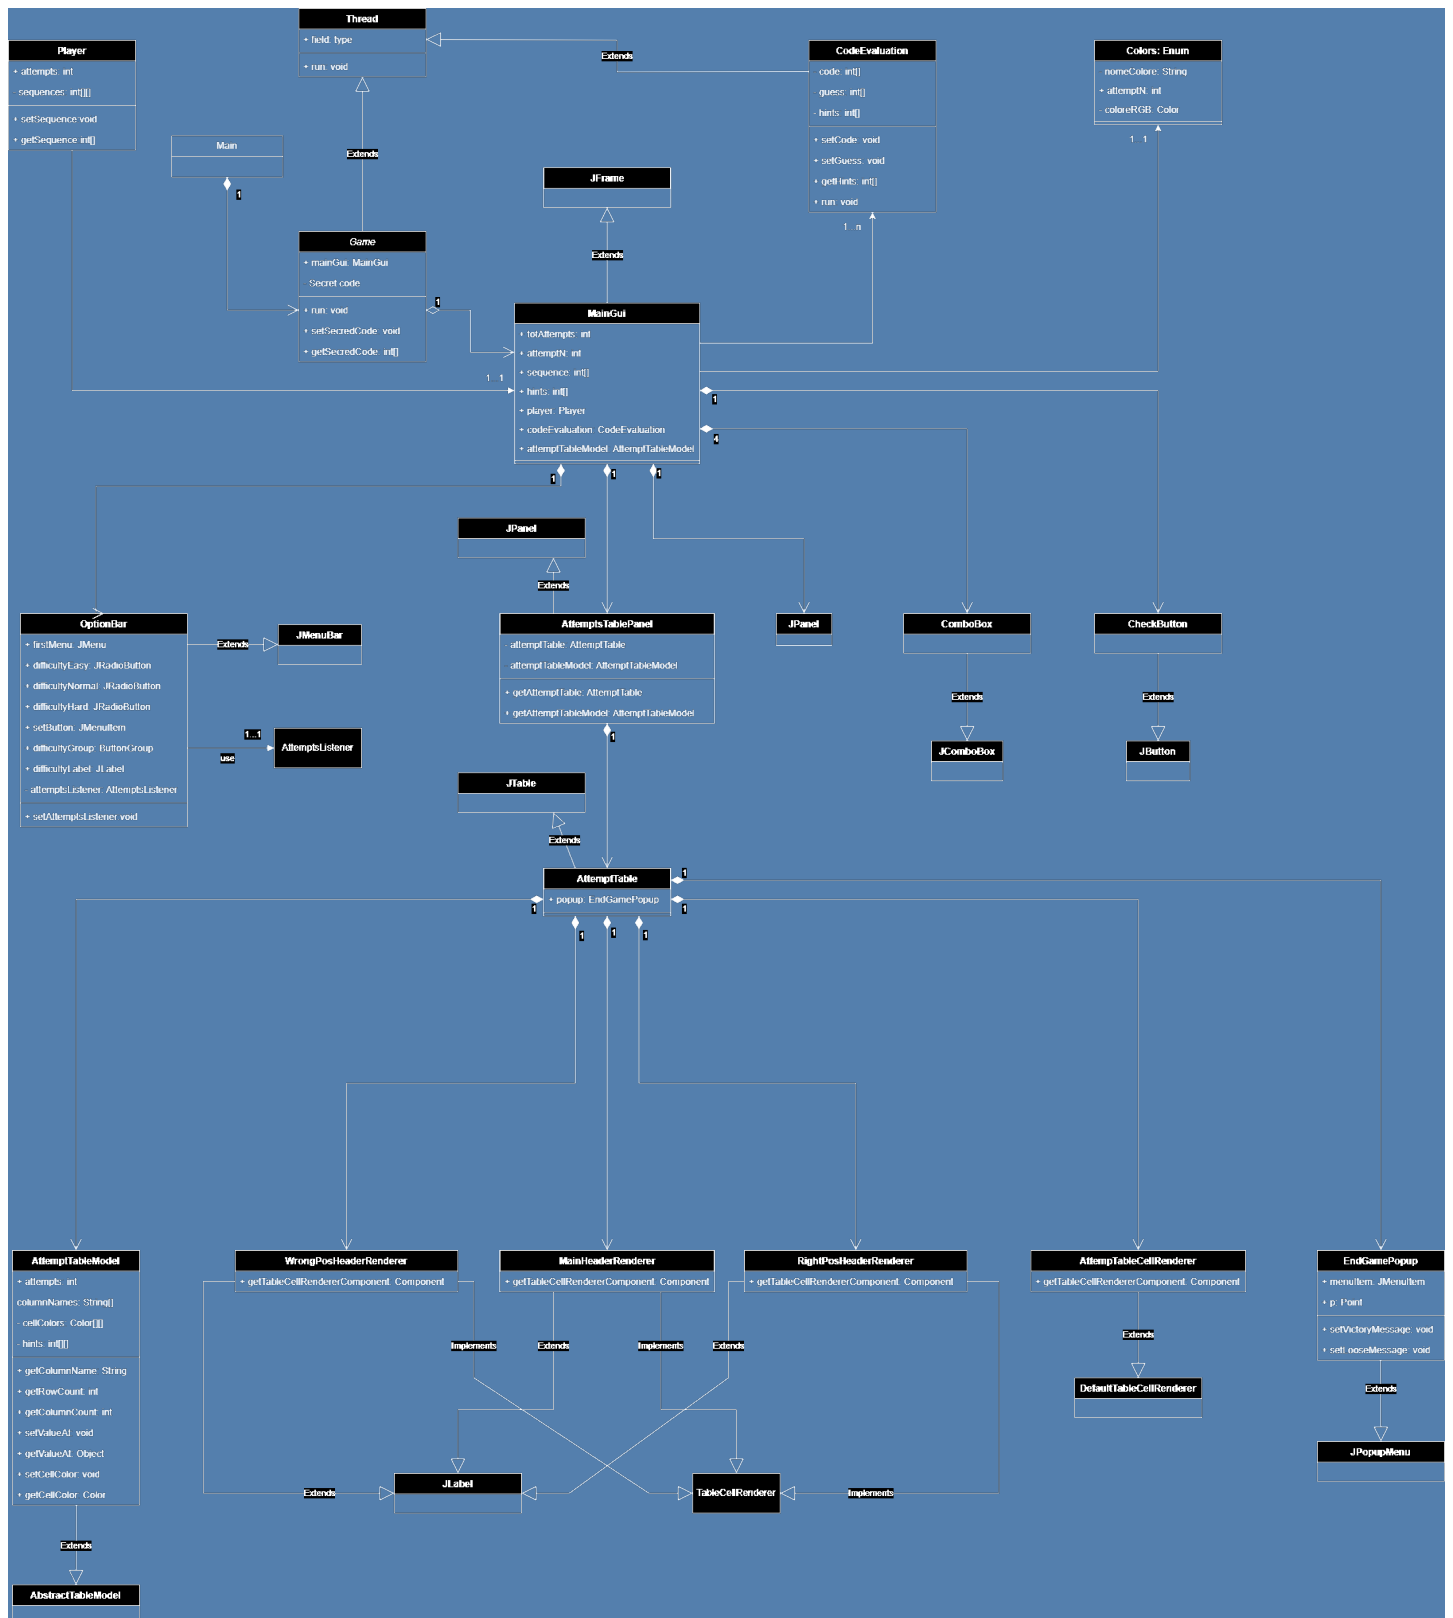 Thread
+ field: type
+ run: void
Player
+ attempts: int
- sequences: int[][]
+ setSequence void
+ getSequence int[]
CodeEvaluation
- code: int[]
- guess: int[]
- hints: int[]
+ setCode: void
+ setGuess: void
+ getHints: int[]
+ run: void
Colors: Enum
- nomeColore: String
+ attemptN: int
- coloreRGB: Color
Extends
1...1
Main
1
Extends
JFrame
1...n
Game
+ mainGui: MainGui
- Secret code
+ run: void
+ setSecredCode: void
+ getSecredCode: int[]
Extends
1
MainGui
+ totAttempts: int
+ attemptN: int
+ sequence: int[]
+ hints: int[]
+ player: Player
+ codeEvaluation: CodeEvaluation
+ attemptTableModel: AttemptTableModel
1...1
1
4
1
1
1
JPanel
Extends
OptionBar
+ firstMenu: JMenu
+ difficultyEasy: JRadioButton
+ difficultyNormal: JRadioButton
+ difficultyHard: JRadioButton
+ setButton: JMenuItem
+ difficultyGroup: ButtonGroup
+ difficultyLabel: JLabel
- attemptsListener: AttemptsListener
+ setAttemptsListener void
Extends
JMenuBar
1...1
use
AttemptsListener
AttemptsTablePanel
- attemptTable: AttemptTable
- attemptTableModel: AttemptTableModel
+ getAttemptTable: AttemptTable
+ getAttemptTableModel: AttemptTableModel
1
JPanel
ComboBox
Extends
JComboBox
CheckButton
Extends
JButton
JTable
Extends
AttemptTable
+ popup: EndGamePopup
1
1
1
1
1
1
AttemptTableModel
+ attempts: int
columnNames: String[]
- cellColors: Color[][]
- hints: int[][]
+ getColumnName: String
+ getRowCount: int
+ getColumnCount: int
+ setValueAt: void
+ getValueAt: Object
+ setCellColor: void
+ getCellColor: Color
Extends
AbstractTableModel
WrongPosHeaderRenderer
+ getTableCellRendererComponent: Component
MainHeaderRenderer
+ getTableCellRendererComponent: Component
RightPosHeaderRenderer
+ getTableCellRendererComponent: Component
AttempTableCellRenderer
+ getTableCellRendererComponent: Component
EndGamePopup
+ menuItem: JMenuItem
+ p: Point
+ setVictoryMessage: void
+ setLooseMessage: void
Implements
Extends
Implements
Extends
Extends
DefaultTableCellRenderer
Extends
JPopupMenu
Extends
JLabel
TableCellRenderer
Implements